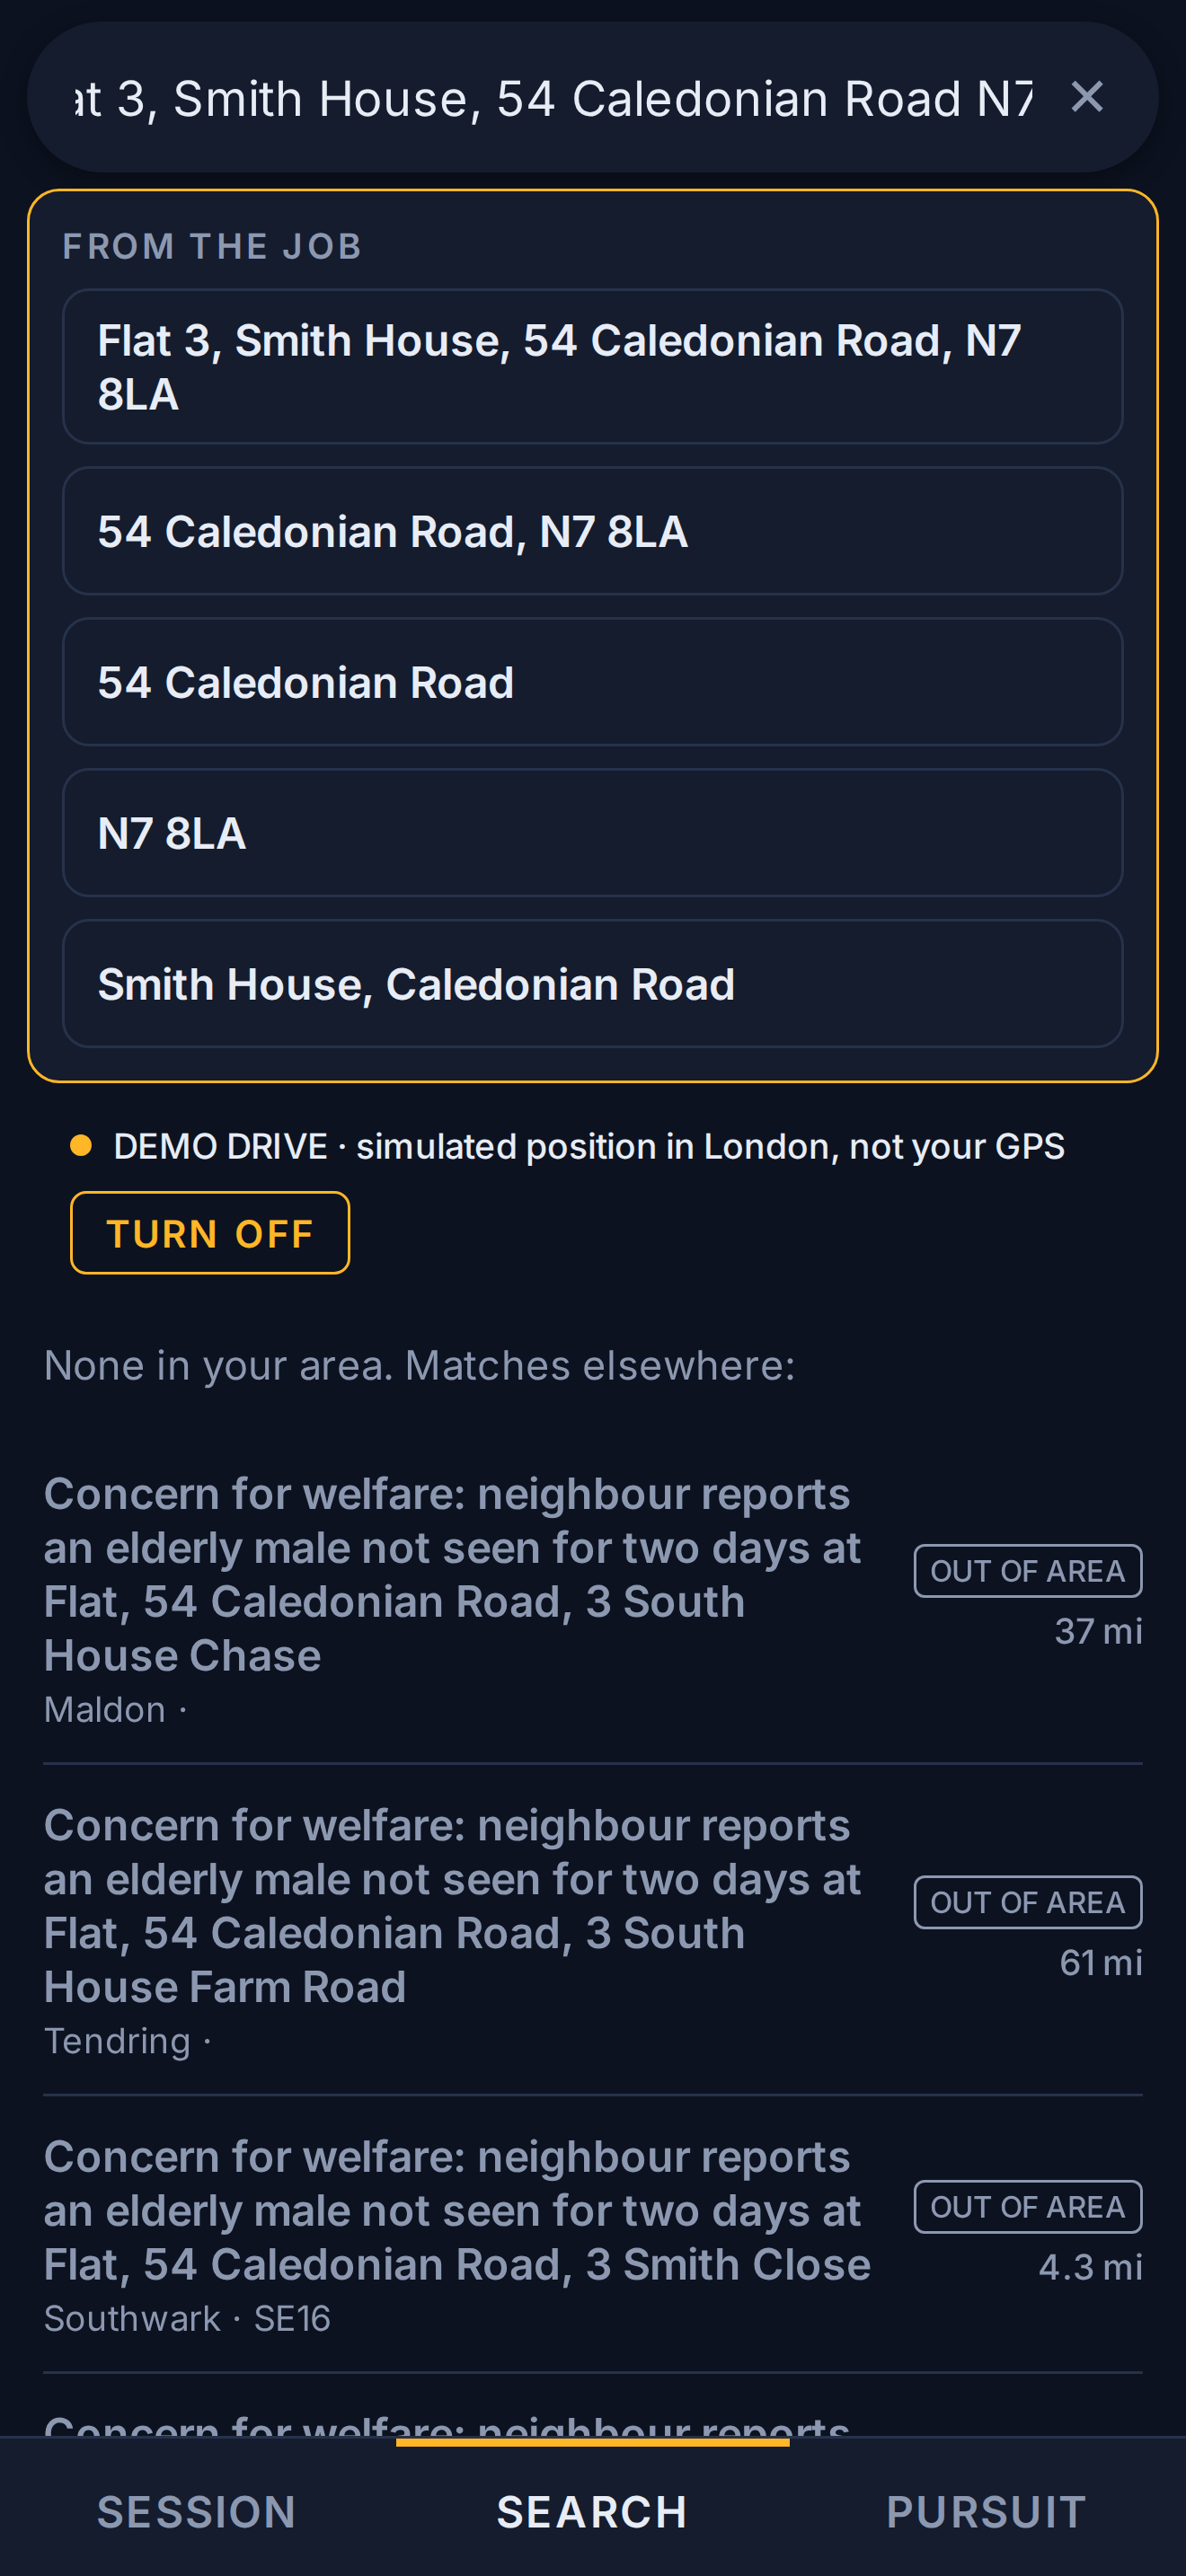 at 3, Smith House, 54 Caledonian Road N7
FROM THE JOB
Flat 3, Smith House, 54 Caledonian Road, N7
8LA
54 Caledonian Road, N7 8LA
54 Caledonian Road
N7 8LA
Smith House, Caledonian Road
DEMO DRIVE · simulated position in London, not your GPS
TURN OFF
None in your area. Matches elsewhere:
Concern for welfare: neighbour reports
an elderly male not seen for two days at
Flat, 54 Caledonian Road, 3 South
House Chase
Maldon ·
OUT OF AREA
37 mi
Concern for welfare: neighbour reports
an elderly male not seen for two days at
Flat, 54 Caledonian Road, 3 South
House Farm Road
Tendring ·
OUT OF AREA
61 mi
Concern for welfare: neighbour reports
an elderly male not seen for two days at
Flat, 54 Caledonian Road, 3 Smith Close
Southwark · SE16
OUT OF AREA
4.3 mi
Concern for welfare: neighbour reports
SESSION
SEARCH
PURSUIT